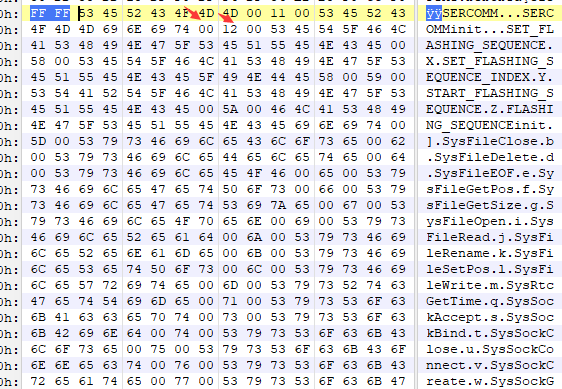 0h: FF FF 53 45 52 43 4F 4D 4D 00 11 00 53 45 52 43 ÿÿSERCOMM...SERC
0h: 4F 4D 4D 69 6E 69 74 00 12 00 53 45 54 5F 46 4C OMMinit...SET_FL
0h: 41 53 48 49 4E 47 5F 53 45 51 55 45 4E 43 45 00 ASHING_SEQUENCE.
0h: 58 00 53 45 54 5F 46 4C 41 53 48 49 4E 47 5F 53 X.SET_FLASHING_S
0h: 45 51 55 45 4E 43 45 5F 49 4E 44 45 58 00 59 00 EQUENCE_INDEX.Y.
0h: 53 54 41 52 54 5F 46 4C 41 53 48 49 4E 47 5F 53 START_FLASHING_S
0h: 45 51 55 45 4E 43 45 00 5A 00 46 4C 41 53 48 49 EQUENCE.Z.FLASHI
0h: 4E 47 5F 53 45 51 55 45 4E 43 45 69 6E 69 74 00 NG_SEQUENCEinit.
0h: 5D 00 53 79 73 46 69 6C 65 43 6C 6F 73 65 00 62 ].SysFileClose.b
0h: 00 53 79 73 46 69 6C 65 44 65 6C 65 74 65 00 64 .SysFileDelete.d
0h: 00 53 79 73 46 69 6C 65 45 4F 46 00 65 00 53 79 .SysFileEOF.e.Sy
0h: 73 46 69 6C 65 47 65 74 50 6F 73 00 66 00 53 79 sFileGetPos.f.Sy
0h: 73 46 69 6C 65 47 65 74 53 69 7A 65 00 67 00 53 sFileGetSize.g.S
0h: 79 73 46 69 6C 65 4F 70 65 6E 00 69 00 53 79 73 ysFileOpen.i.Sys
0h: 46 69 6C 65 52 65 61 64 00 6A 00 53 79 73 46 69 FileRead.j.SysFi
0h: 6C 65 52 65 6E 61 6D 65 00 6B 00 53 79 73 46 69 leRename.k.SysFi
0h: 6C 65 53 65 74 50 6F 73 00 6C 00 53 79 73 46 69 leSetPos.l.SysFi
0h: 6C 65 57 72 69 74 65 00 6D 00 53 79 73 52 74 63 leWrite.m.SysRtc
0h: 47 65 74 54 69 6D 65 00 71 00 53 79 73 53 6F 63 GetTime.q.SysSoc
0h: 6B 41 63 63 65 70 74 00 73 00 53 79 73 53 6F 63 kAccept.s.SysSoc
0h: 6B 42 69 6E 64 00 74 00 53 79 73 53 6F 63 6B 43 kBind.t.SysSockC
0h: 6C 6F 73 65 00 75 00 53 79 73 53 6F 63 6B 43 6F lose.u.SysSockCo
0h: 6E 6E 65 63 74 00 76 00 53 79 73 53 6F 63 6B 43 nnect.v.SysSockC
0h: 72 65 61 74 65 00 77 00 53 79 73 53 6F 63 6B 47 reate.w.SysSockG